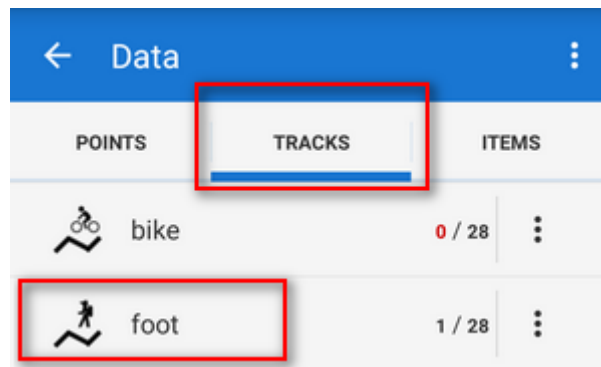 Data
POINTS TRACKS ITEMS
bike 0 / 28
foot 1 / 28